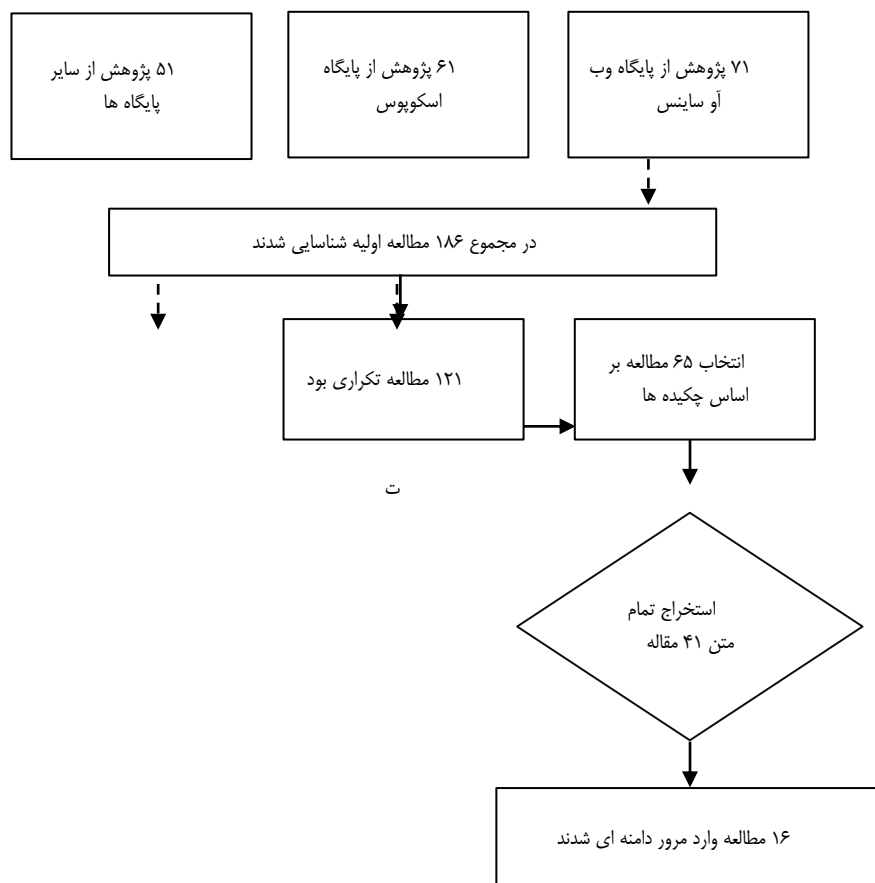 ۷۱ پژوهش از پایگاه وب
آو ساینس
۶۱ پژوهش از پایگاه
اسکوپوس
۵۱ پژوهش از سایر
پایگاه ها
در مجموع ۱۸۶ مطالعه اولیه شناسایی شدند
انتخاب ۶۵ مطالعه بر
اساس چکیده ها
۱۲۱ مطالعه تکراری بود
ت
استخراج تمام
متن ۴۱ مقاله
۱۶ مطالعه وارد مرور دامنه ای شدند